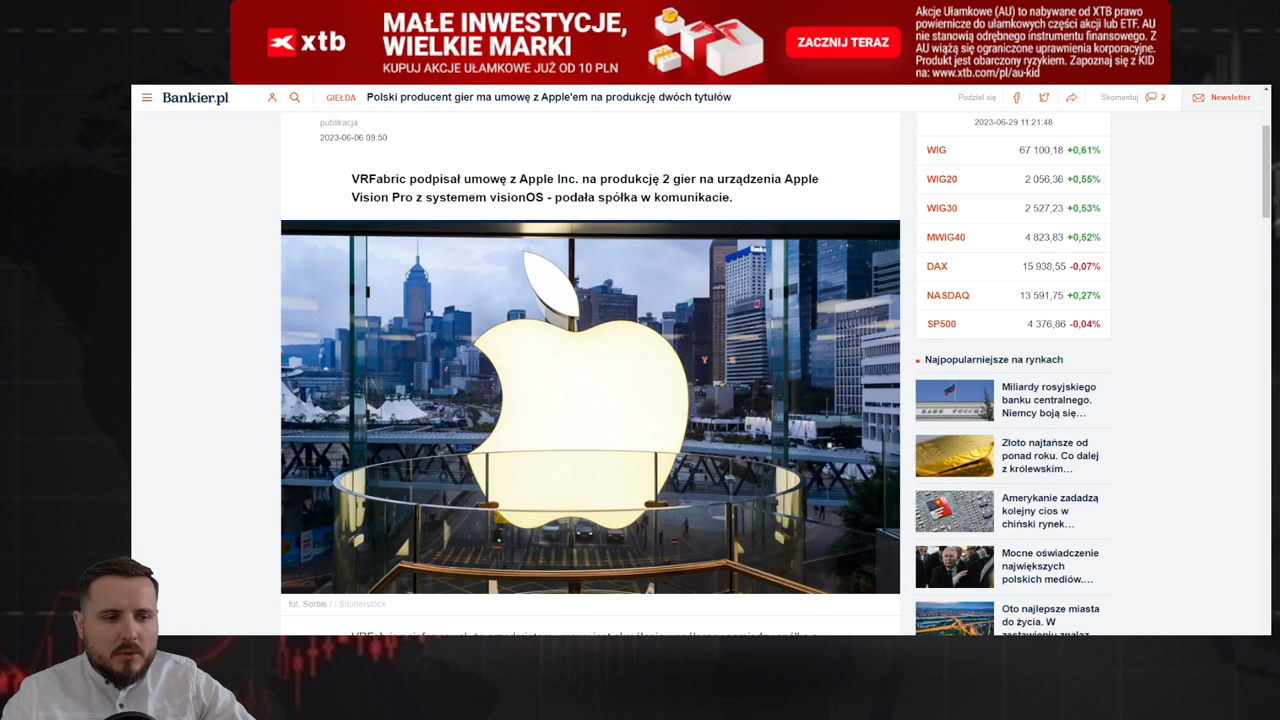 xtb
MAŁE INWESTYCJE,
WIELKIE MARKI
KUPUJ AKCJE UŁAMKOWE JUŻ OD 10 PLN
ZACZNIJ TERAZ
Akcje Ułamkowe (AU) to nabywane od XTB prawo
powiernicze do ułamkowych części akcji lub ETF. AU
nie stanowią odrębnego instrumentu finansowego. Z
AU wiążą się ograniczone uprawnienia korporacyjne.
Produkt jest obarczony ryzykiem. Zapoznaj się z KID
na: www.xtb.com/pl/au-kid
Bankier.pl
GIEŁDA
Polski producent gier ma umowę z Apple'em na produkcję dwóch tytułów
Podziel się
Skomentuj
2
Newsletter
publikacja
2023-06-06 09:50
VRFabric podpisał umowę z Apple Inc. na produkcję 2 gier na urządzenia Apple
Vision Pro z systemem visionOS - podała spółka w komunikacie.
fot. Sorbis / / Shutterstock
2023-06-29 11:21:48
WIG 67 100,18 +0,61%
WIG20 2 056,36 +0,55%
WIG30 2 527,23 +0,53%
MWIG40 4 823,83 +0,52%
DAX 15 938,55 -0,07%
NASDAQ 13 591,75 +0,27%
SP500 4 376,86 -0,04%
Najpopularniejsze na rynkach
Miliardy rosyjskiego
banku centralnego.
Niemcy boją się…
Złoto najtańsze od
ponad roku. Co dalej
z królewskim…
Amerykanie zadadzą
kolejny cios w
chiński rynek…
Mocne oświadczenie
największych
polskich mediów.…
Oto najlepsze miasta
do życia. W
zestawieniu znalazł